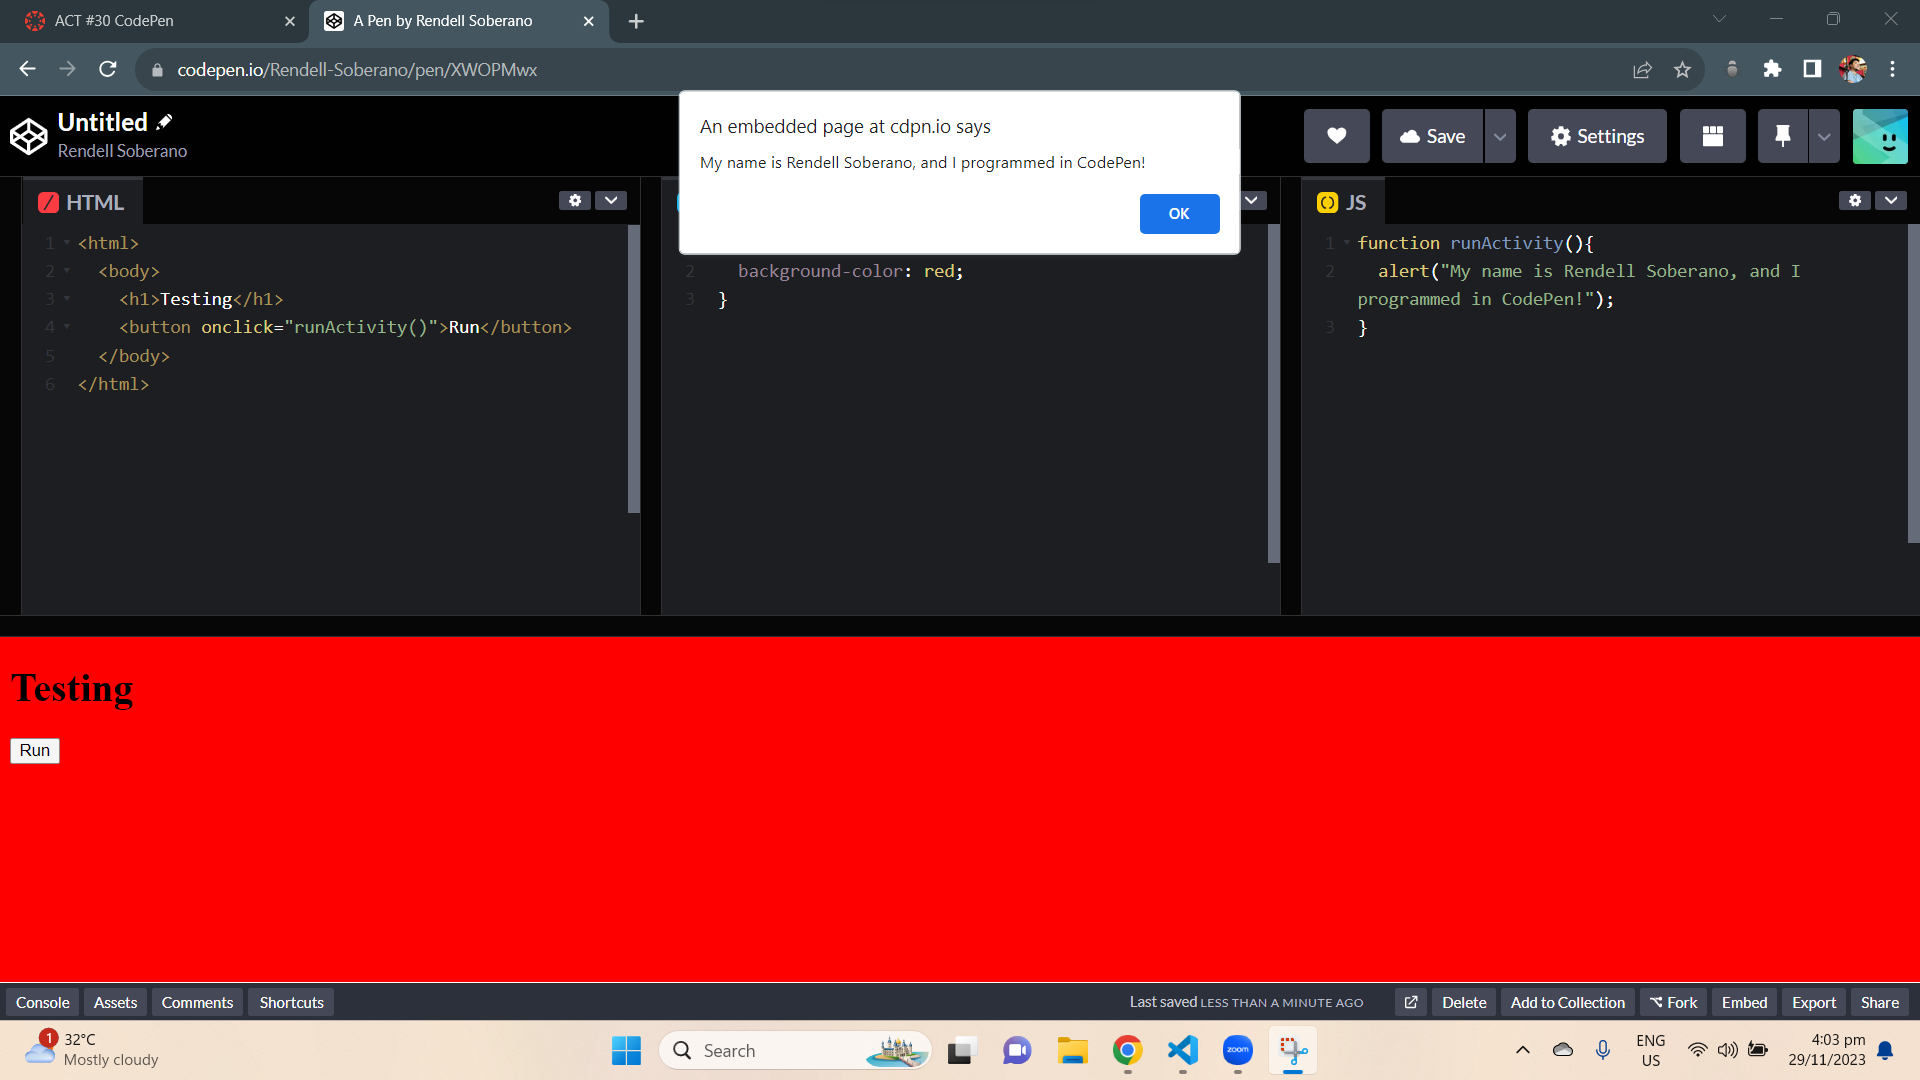 ACT #30 CodePen
A Pen by Rendell Soberano
codepen.io/Rendell-Soberano/pen/XWOPMwx
Untitled
Rendell Soberano
An embedded page at cdpn.io says
My name is Rendell Soberano, and I programmed in CodePen!
OK
Save
Settings
HTML
1 <html>
2 <body>
3 <h1>Testing</h1>
4 <button onclick="runActivity()">Run</button>
5 </body>
6 </html>
2 background-color: red;
3 }
JS
1 function runActivity(){
2 alert("My name is Rendell Soberano, and I
programmed in CodePen!");
3 }
Testing
Run
Console Assets Comments Shortcuts
Last saved LESS THAN A MINUTE AGO
Delete Add to Collection Fork Embed Export Share
1
32°C
Mostly cloudy
Search
zoom
ENG
US
4:03 pm
29/11/2023